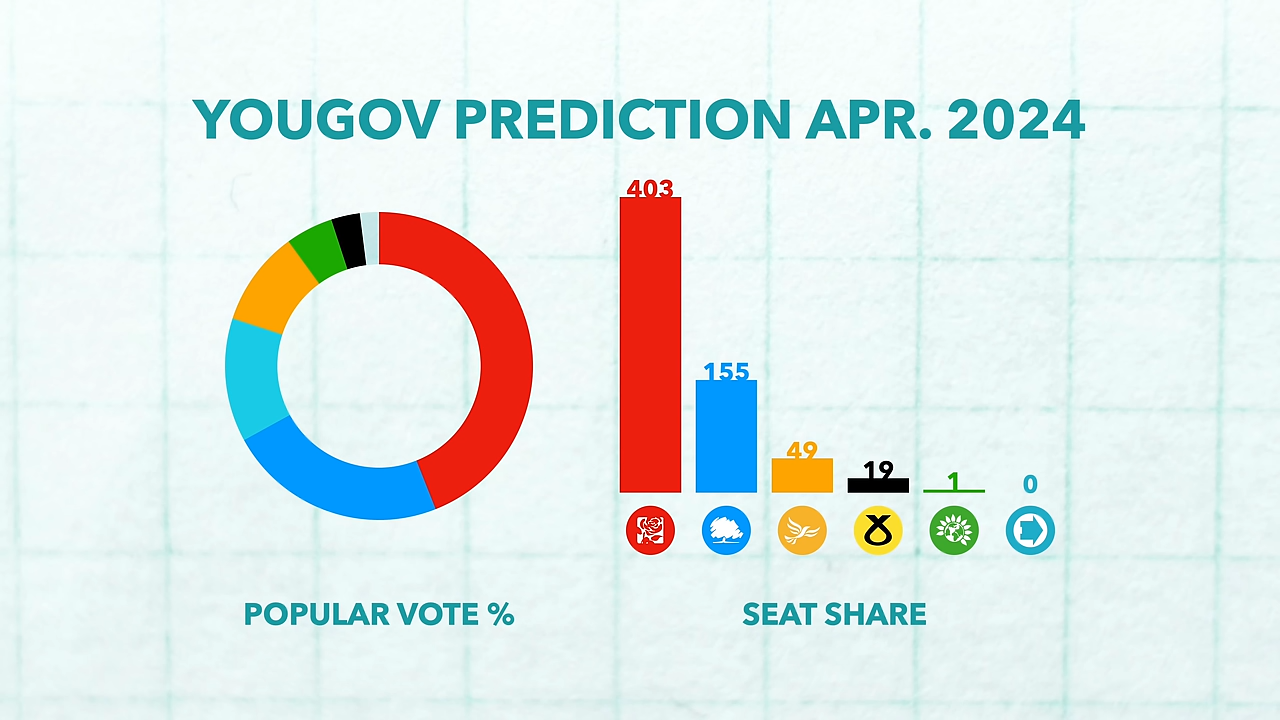 YOUGOV PREDICTION APR. 2024
403
155
49
19
1
0
POPULAR VOTE %
SEAT SHARE